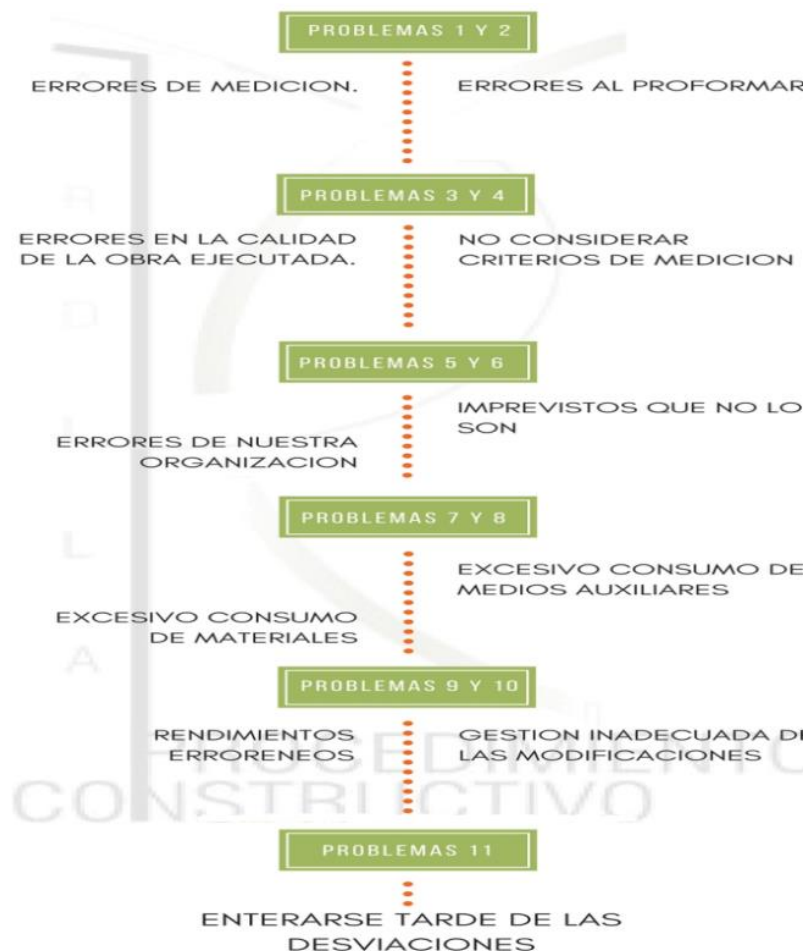 PROBLEMAS 1 Y 2
ERRORES DE MEDICION.
ERRORES AL PROFORMAR
PROBLEMAS 3 Y 4
ERRORES EN LA CALIDAD
DE LA OBRA EJECUTADA.
NO CONSIDERAR
CRITERIOS DE MEDICION
PROBLEMAS 5 Y 6
IMPREVISTOS QUE NO LO
SON
ERRORES DE NUESTRA
ORGANIZACION
PROBLEMAS 7 Y 8
EXCESIVO CONSUMO DE
MEDIOS AUXILIARES
EXCESIVO CONSUMO
DE MATERIALES
PROBLEMAS 9 Y 10
RENDIMIENTOS
ERRORENEOS
GESTION INADECUADA DE
LAS MODIFICACIONES
PROCEDIMIENTO
CONSTRUCTIVO
PROBLEMAS 11
ENTERARSE TARDE DE LAS
DESVIACIONES